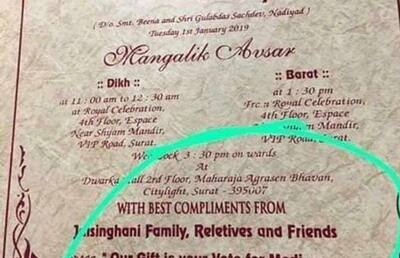 ( D/o. Smt. Beena and Shri Gulabdas Sachdev, Nadiyad )
Tuesday 1st January 2019
Mangalik Avsar
:: Dikh ::
at 11 : 00 am to 12 : 30 am
at Royal Celebration,
4th Floor, Espace
Near Shyam Mandir,
VIP Road, Surat.
:: Barat ::
at 1 : 30 pm
From Royal Celebration,
4th Floor, Espace
Shyam Mandir,
VIP Road, Surat.
3 : 30 pm on wards
At
Dwarka Hall 2nd Floor, Maharaja Agrasen Bhavan,
Citylight, Surat - 395007
WITH BEST COMPLIMENTS FROM
Jaisinghani Family, Reletives and Friends
" Our Gift is your Vote for Modi